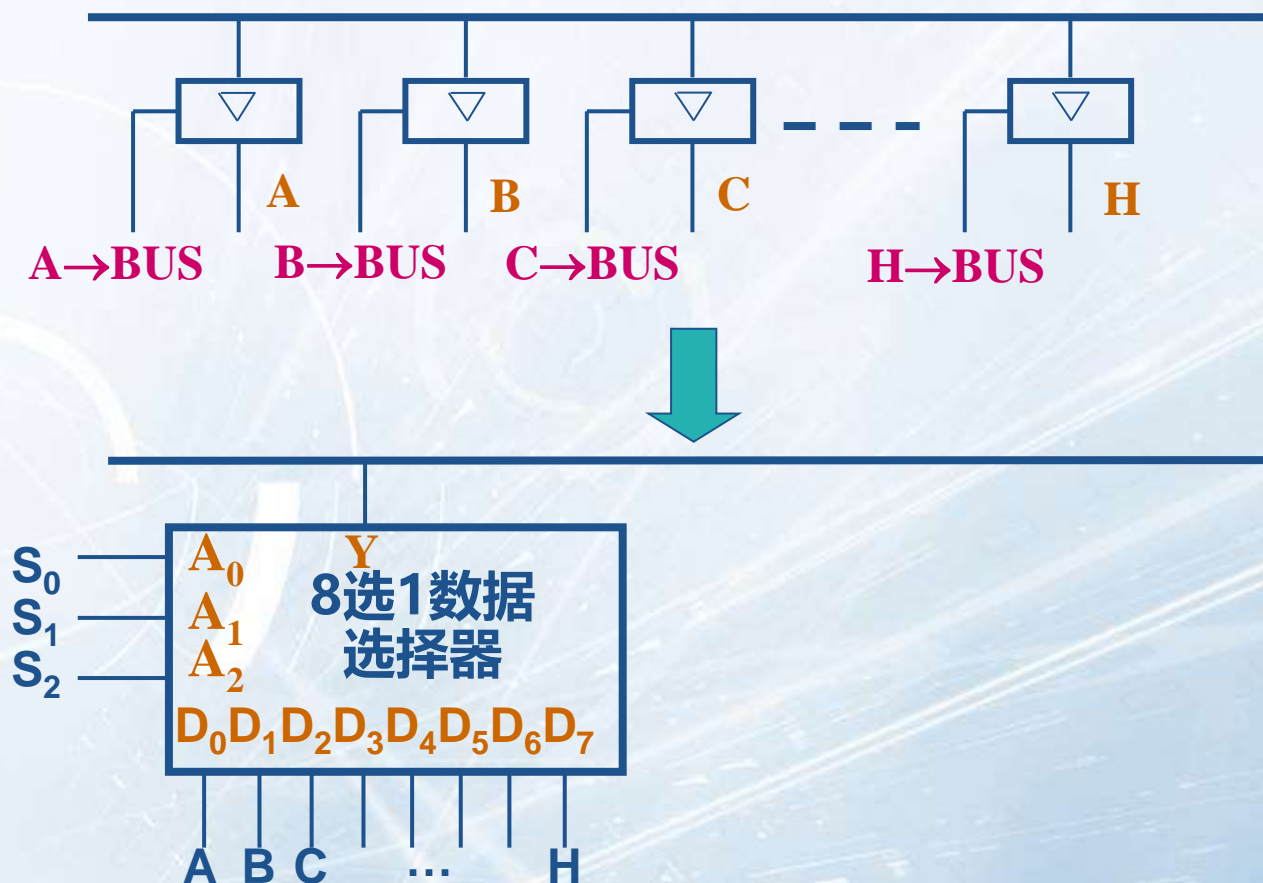 A B C H
A→BUS B→BUS C→BUS H→BUS
S₀ A₀ Y
8选1数据
S₁ A₁
选择器
S₂ A₂
D₀D₁D₂D₃D₄D₅D₆D₇
A B C … H